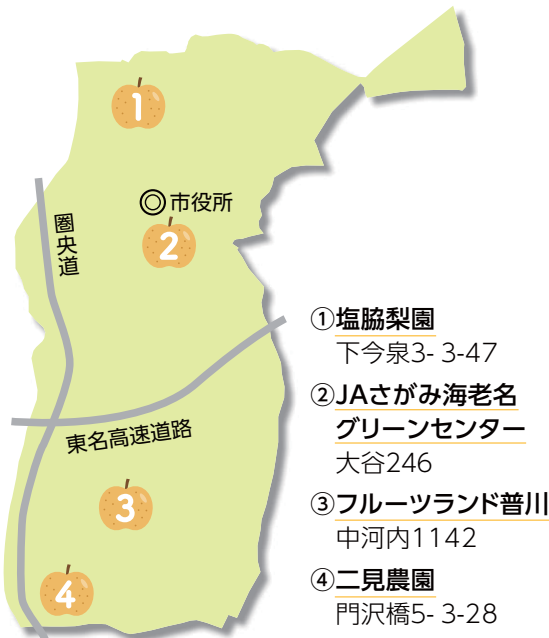 1
◎市役所
2
圏央道
東名高速道路
3
4
①塩脇梨園
下今泉3-3-47
②JAさがみ海老名
グリーンセンター
大谷246
③フルーツランド普川
中河内1142
④二見農園
門沢橋5-3-28